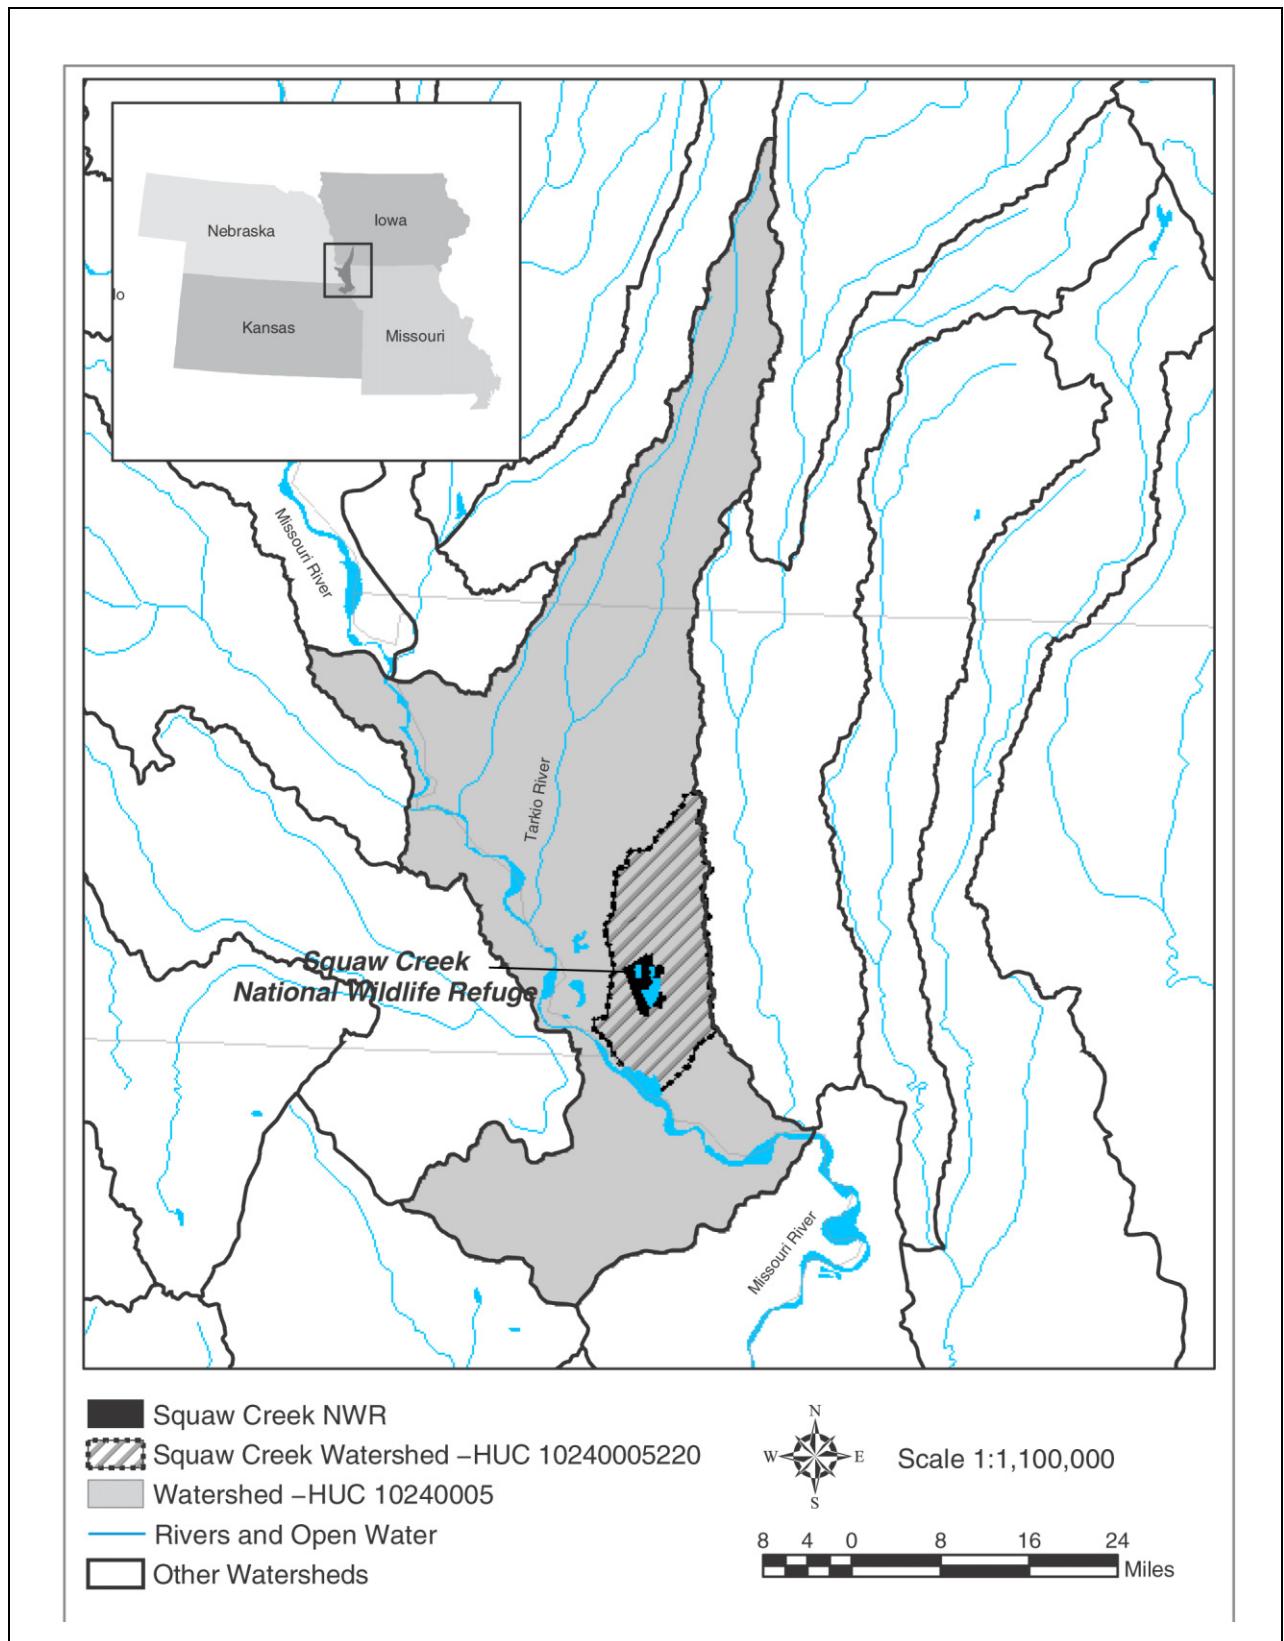 Nebraska
Iowa
lo
Kansas
Missouri
Missouri River
Tarkio River
Squaw Creek
National Wildlife Refuge
Missouri River
Squaw Creek NWR
Squaw Creek Watershed –HUC 10240005220
Watershed –HUC 10240005
Rivers and Open Water
Other Watersheds
N
W E
S
Scale 1:1,100,000
8 4 0 8 16 24
Miles